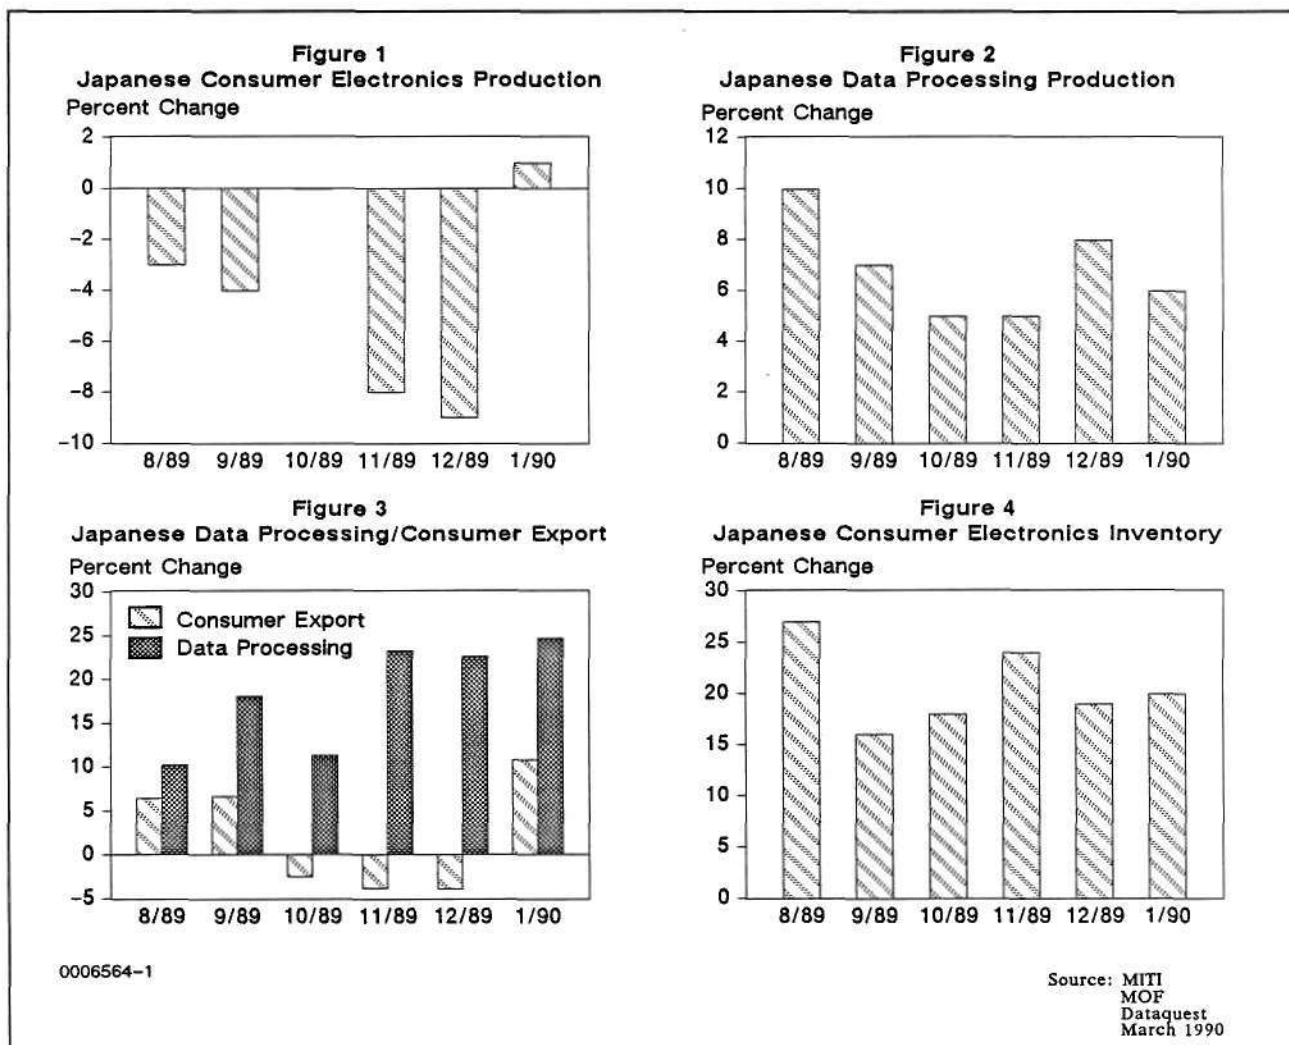 Figure 1
Japanese Consumer Electronics Production
Percent Change
2
0
-2
-4
-6
-8
-10
8/89 9/89 10/89 11/89 12/89 1/90
Figure 2
Japanese Data Processing Production
Percent Change
12
10
8
6
4
2
0
8/89 9/89 10/89 11/89 12/89 1/90
Figure 3
Japanese Data Processing/Consumer Export
Percent Change
30
25
20
15
10
5
0
-5
Consumer Export
Data Processing
8/89 9/89 10/89 11/89 12/89 1/90
Figure 4
Japanese Consumer Electronics Inventory
Percent Change
30
25
20
15
10
5
0
8/89 9/89 10/89 11/89 12/89 1/90
0006564-1
Source: MITI
MOF
Dataquest
March 1990